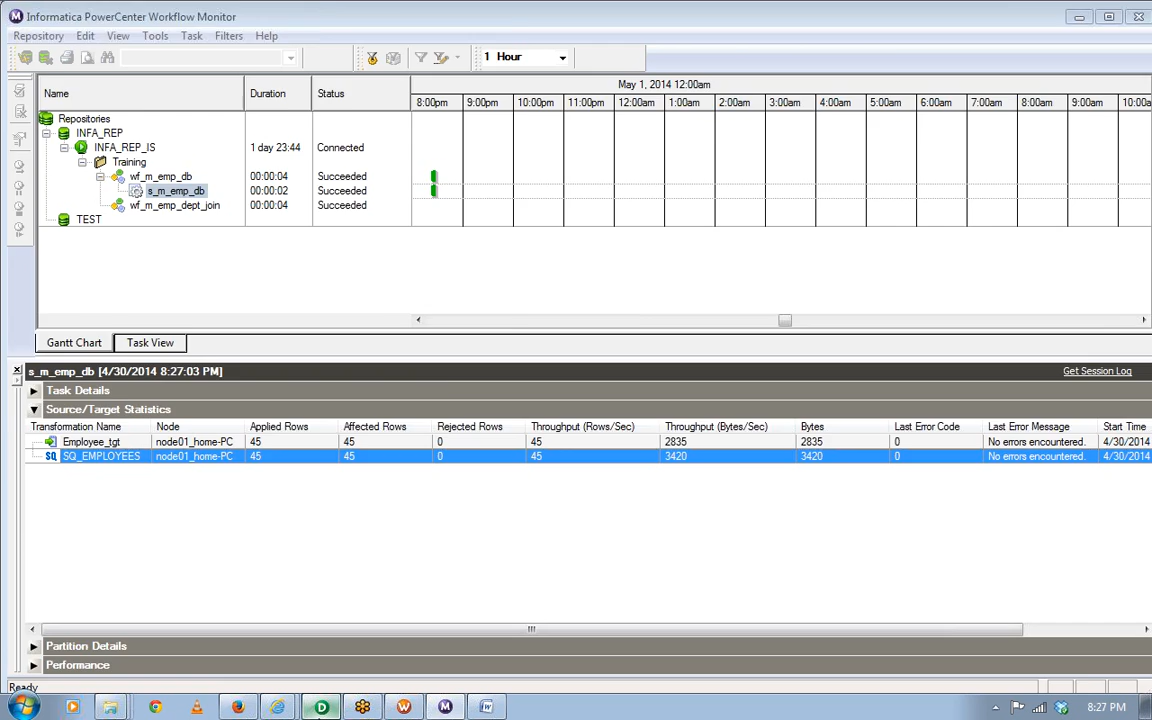 Informatica PowerCenter Workflow Monitor
Repository Edit View Tools Task Filters Help
1 Hour
Name Duration Status May 1, 2014 12:00am
8:00pm 9:00pm 10:00pm 11:00pm 12:00am 1:00am 2:00am 3:00am 4:00am 5:00am 6:00am 7:00am 8:00am 9:00am 10:00a
Repositories
INFA_REP
INFA_REP_IS 1 day 23:44 Connected
Training
wf_m_emp_db 00:00:04 Succeeded
s_m_emp_db 00:00:02 Succeeded
wf_m_emp_dept_join 00:00:04 Succeeded
TEST
Gantt Chart Task View
s_m_emp_db [4/30/2014 8:27:03 PM] Get Session Log
Task Details
Source/Target Statistics
Transformation Name Node Applied Rows Affected Rows Rejected Rows Throughput (Rows/Sec) Throughput (Bytes/Sec) Bytes Last Error Code Last Error Message Start Time
Employee_tgt node01_home-PC 45 45 0 45 2835 2835 0 No errors encountered. 4/30/2014
SQ SQ_EMPLOYEES node01_home-PC 45 45 0 45 3420 3420 0 No errors encountered. 4/30/2014
Partition Details
Performance
Ready
8:27 PM